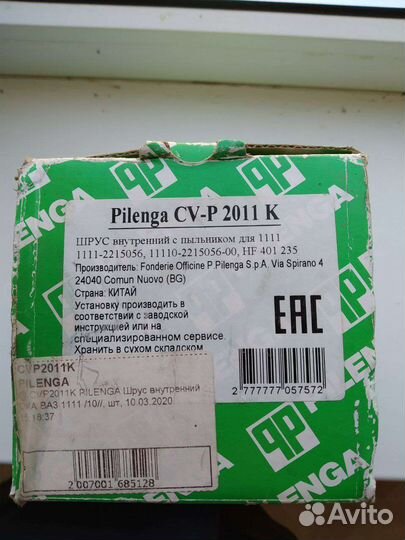 PILENGA
Pilenga CV-P 2011 K
ШРУС внутренний с пыльником для 1111
1111-2215056, 11110-2215056-00, HF 401 235
Производитель: Fonderie Officine P Pilenga S.p.A. Via Spirano 4
24040 Comun Nuovo (BG)
Страна: КИТАЙ
Установку производить в
соответствии с заводской
инструкцией или на
специализированном сервисе.
Хранить в сухом складском
EAC
2 777777 057572
CVP2011K
PILENGA
CVP2011K PILENGA Шрус внутренний
ВАЗ 1111 /10//, шт, 10.03.2020
2 007001 685128
PILENGA
PILENGA
Avito